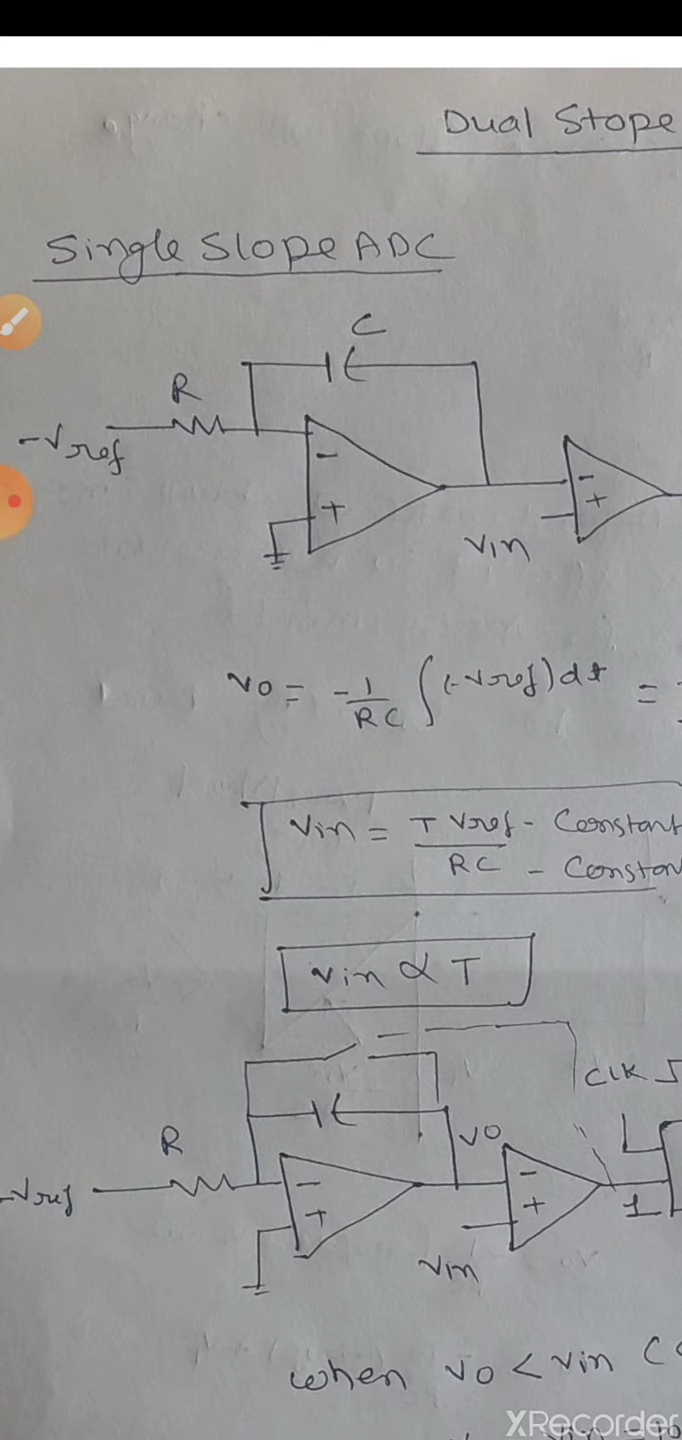 Dual Slope
Single Slope ADC
C
R
-Vref
-
+
-
+
Vin
Vo = -1/RC ∫(-Vref)dt =
Vin = T Vref - Constant
RC - Constan
Vin ∝ T
CLK
R
Vo
-Vref
-
+
-
+
1
Vin
when Vo < Vin C
XRecorder